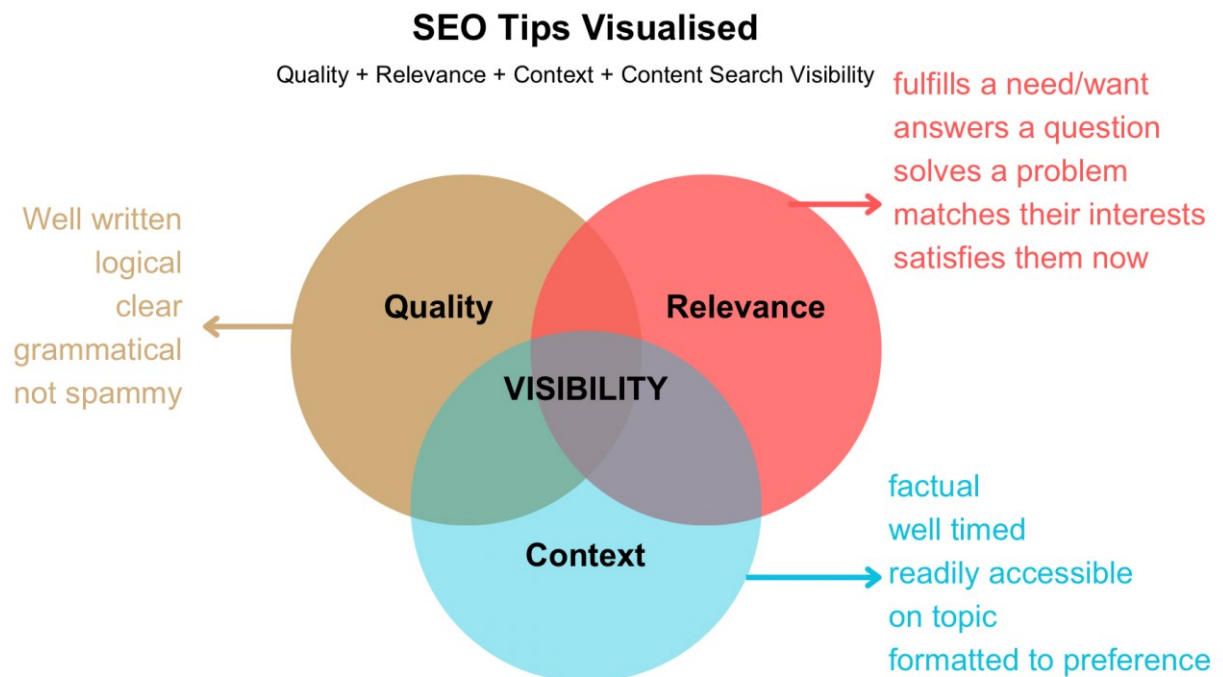 SEO Tips Visualised
Quality + Relevance + Context + Content Search Visibility
fulfills a need/want
answers a question
solves a problem
matches their interests
satisfies them now
Well written
logical
clear
grammatical
not spammy
Quality
Relevance
VISIBILITY
Context
factual
well timed
readily accessible
on topic
formatted to preference